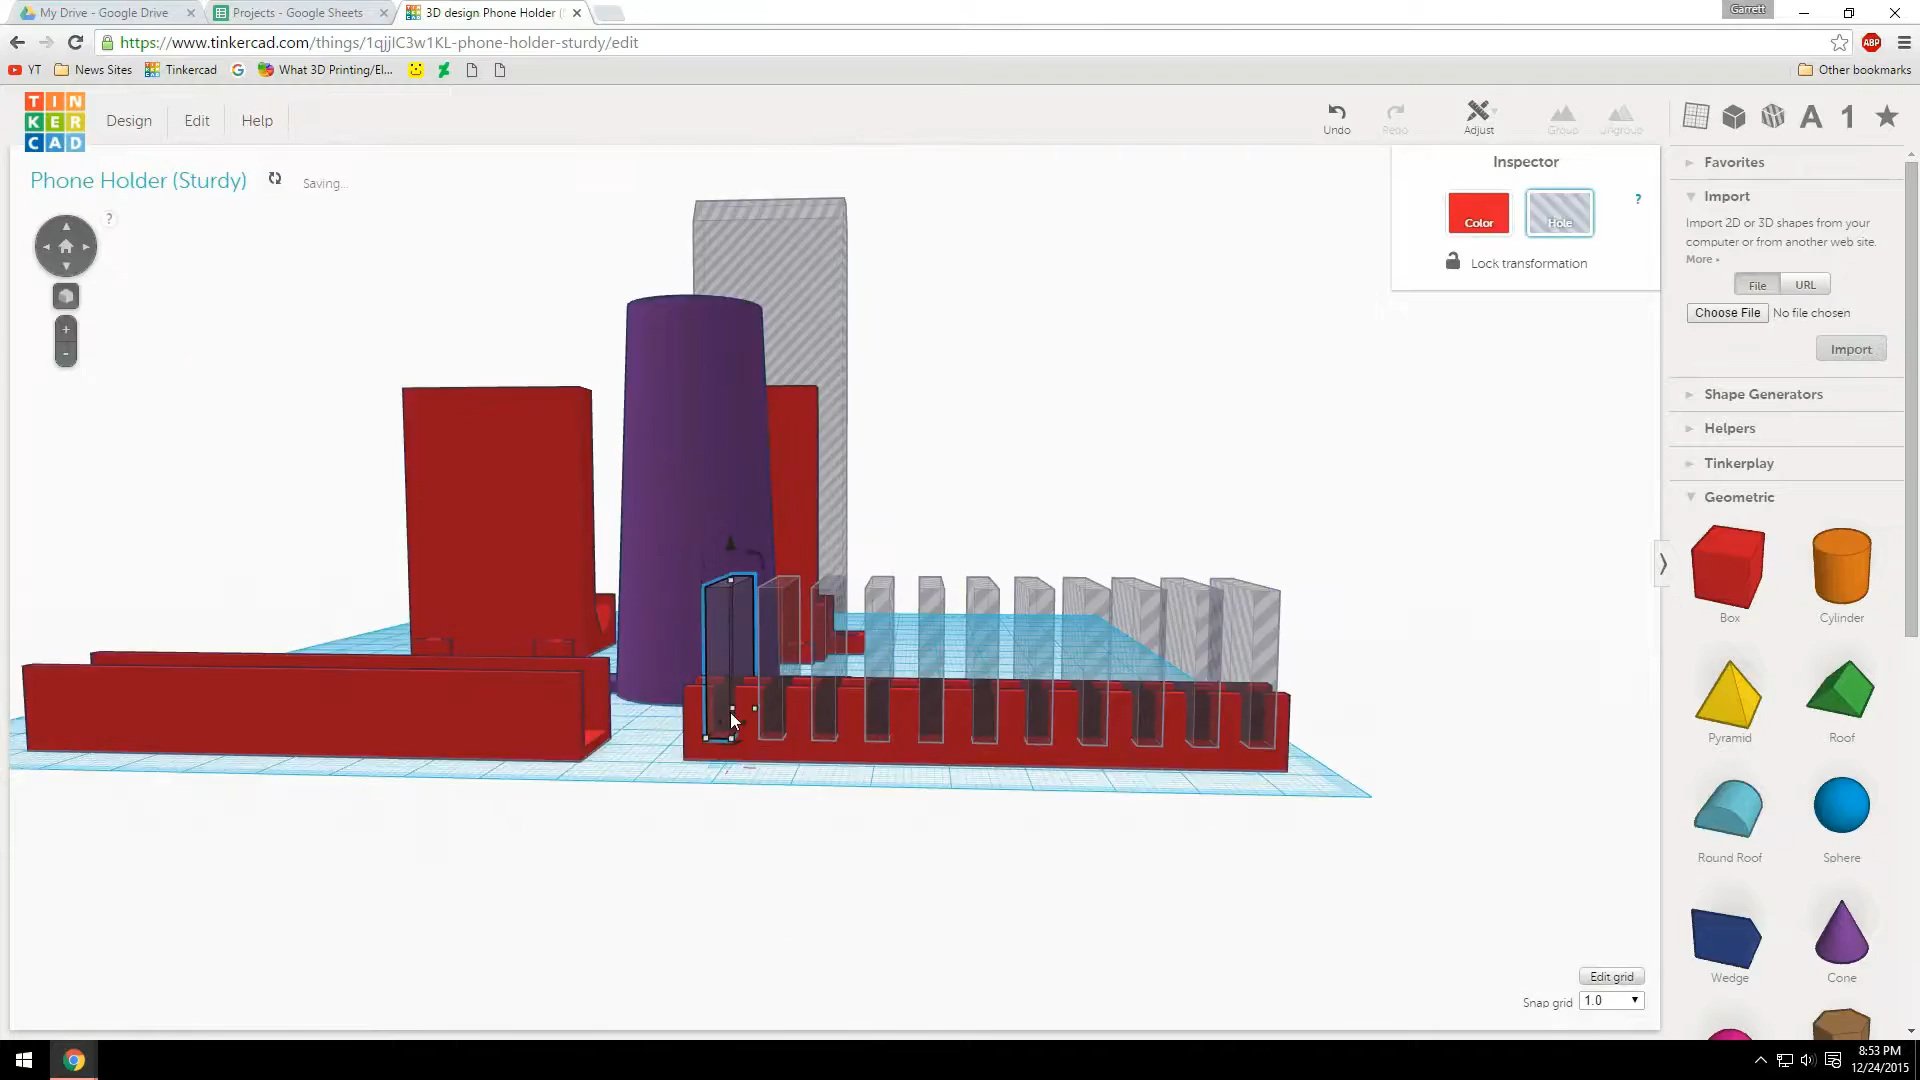 My Drive - Google Drive
Projects - Google Sheets
3D design Phone Holder (
Garrett
https://www.tinkercad.com/things/1qjjIC3w1KL-phone-holder-sturdy/edit
ABP
YT
News Sites
Tinkercad
What 3D Printing/El...
Other bookmarks
TIN
KER
CAD
Design
Edit
Help
Undo
Redo
Adjust
Group
Ungroup
A
1
Phone Holder (Sturdy)
Saving...
?
+
-
Inspector
Color
Hole
?
Lock transformation
Favorites
Import
Import 2D or 3D shapes from your
computer or from another web site.
More
File
URL
Choose File
No file chosen
Import
Shape Generators
Helpers
Tinkerplay
Geometric
Box
Cylinder
Pyramid
Roof
Round Roof
Sphere
Wedge
Cone
Edit grid
Snap grid
1.0
8:53 PM
12/24/2015